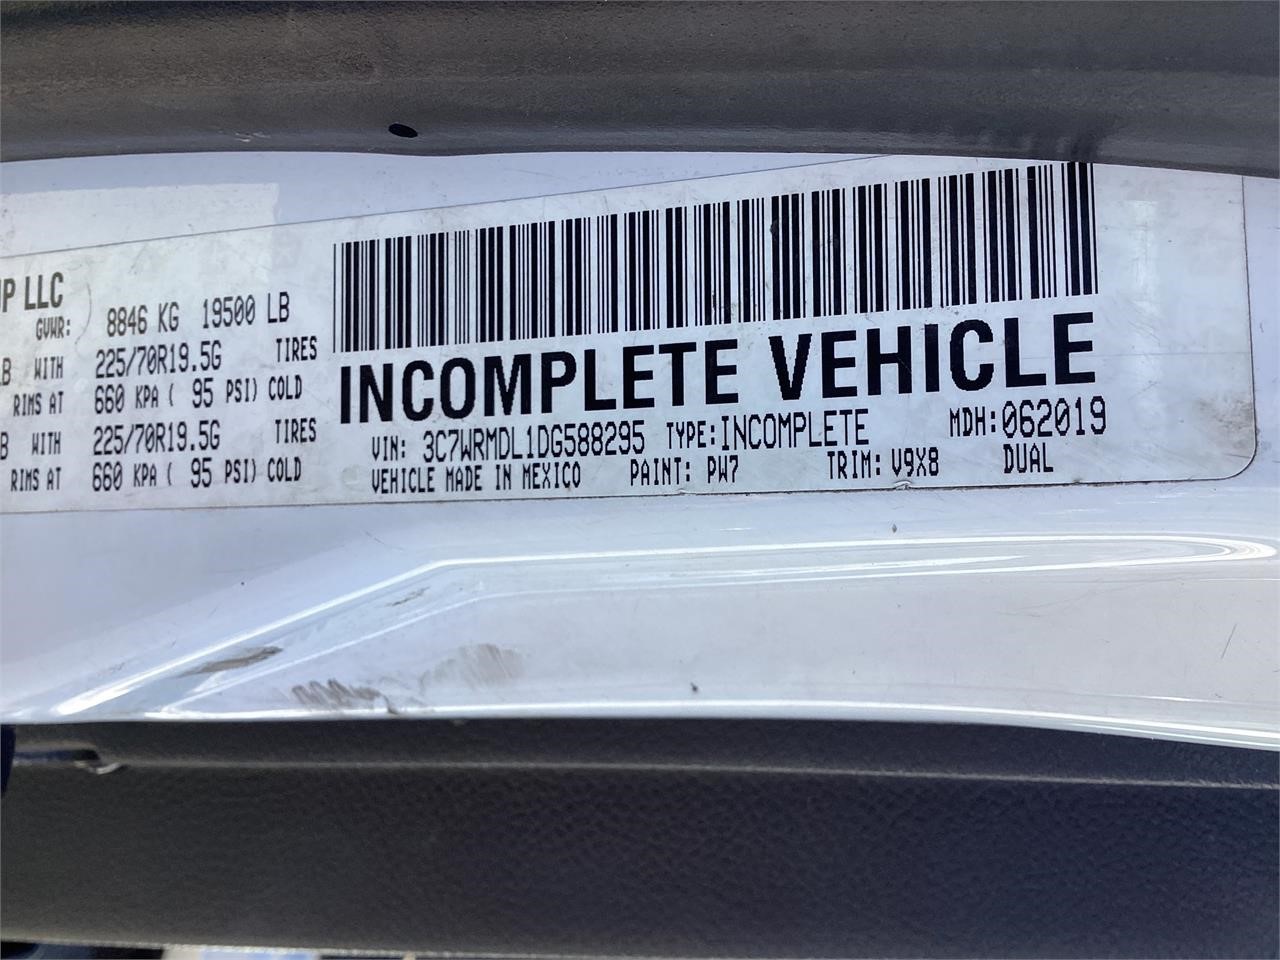 UP LLC
GVWR: 8846 KG 19500 LB
LB WITH 225/70R19.5G TIRES
RIMS AT 660 KPA ( 95 PSI) COLD
B WITH 225/70R19.5G TIRES
RIMS AT 660 KPA ( 95 PSI) COLD
INCOMPLETE VEHICLE
VIN: 3C7WRMDL1DG588295 TYPE: INCOMPLETE MDH: 062019
VEHICLE MADE IN MEXICO PAINT: PW7 TRIM: V9X8 DUAL